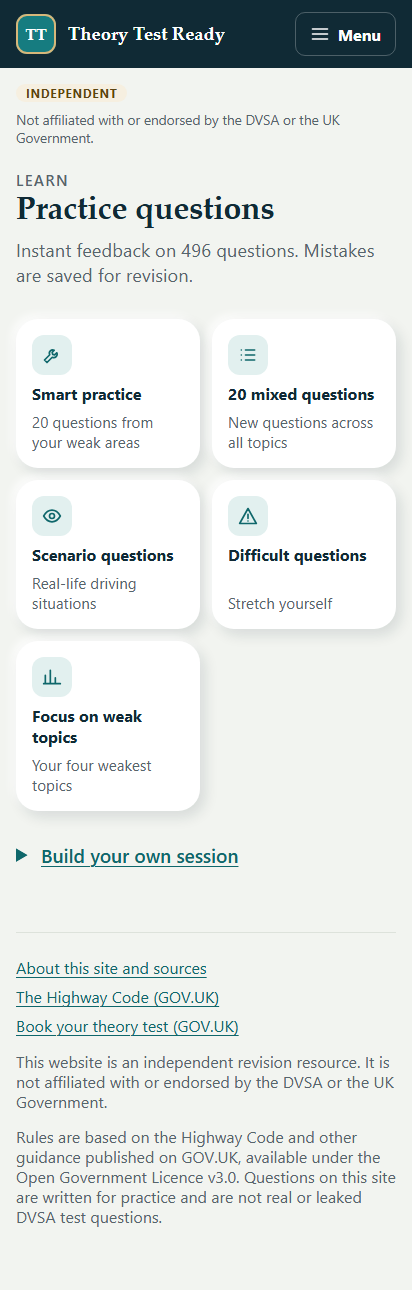 TT
Theory Test Ready
Menu
INDEPENDENT
Not affiliated with or endorsed by the DVSA or the UK
Government.
LEARN
Practice questions
Instant feedback on 496 questions. Mistakes
are saved for revision.
Smart practice
20 questions from
your weak areas
20 mixed questions
New questions across
all topics
Scenario questions
Real-life driving
situations
Difficult questions
Stretch yourself
Focus on weak
topics
Your four weakest
topics
Build your own session
About this site and sources
The Highway Code (GOV.UK)
Book your theory test (GOV.UK)
This website is an independent revision resource. It is
not affiliated with or endorsed by the DVSA or the UK
Government.
Rules are based on the Highway Code and other
guidance published on GOV.UK, available under the
Open Government Licence v3.0. Questions on this site
are written for practice and are not real or leaked
DVSA test questions.